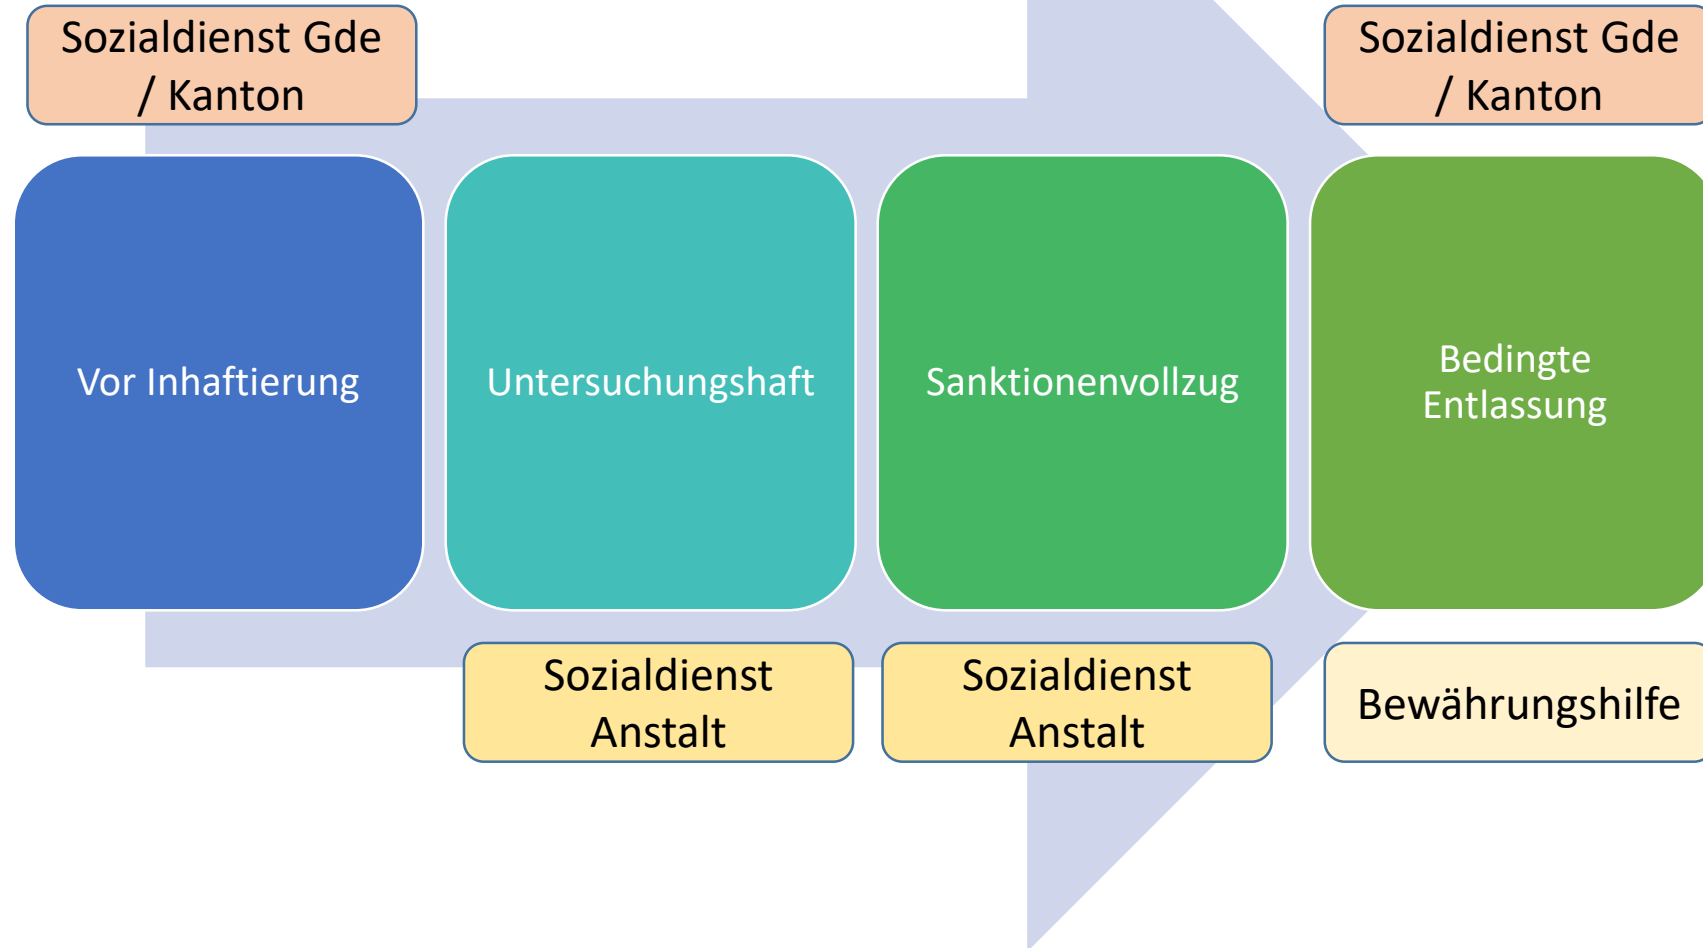 Sozialdienst Gde
/ Kanton
Sozialdienst Gde
/ Kanton
Vor Inhaftierung
Untersuchungshaft
Sanktionenvollzug
Bedingte
Entlassung
Sozialdienst
Anstalt
Sozialdienst
Anstalt
Bewährungshilfe